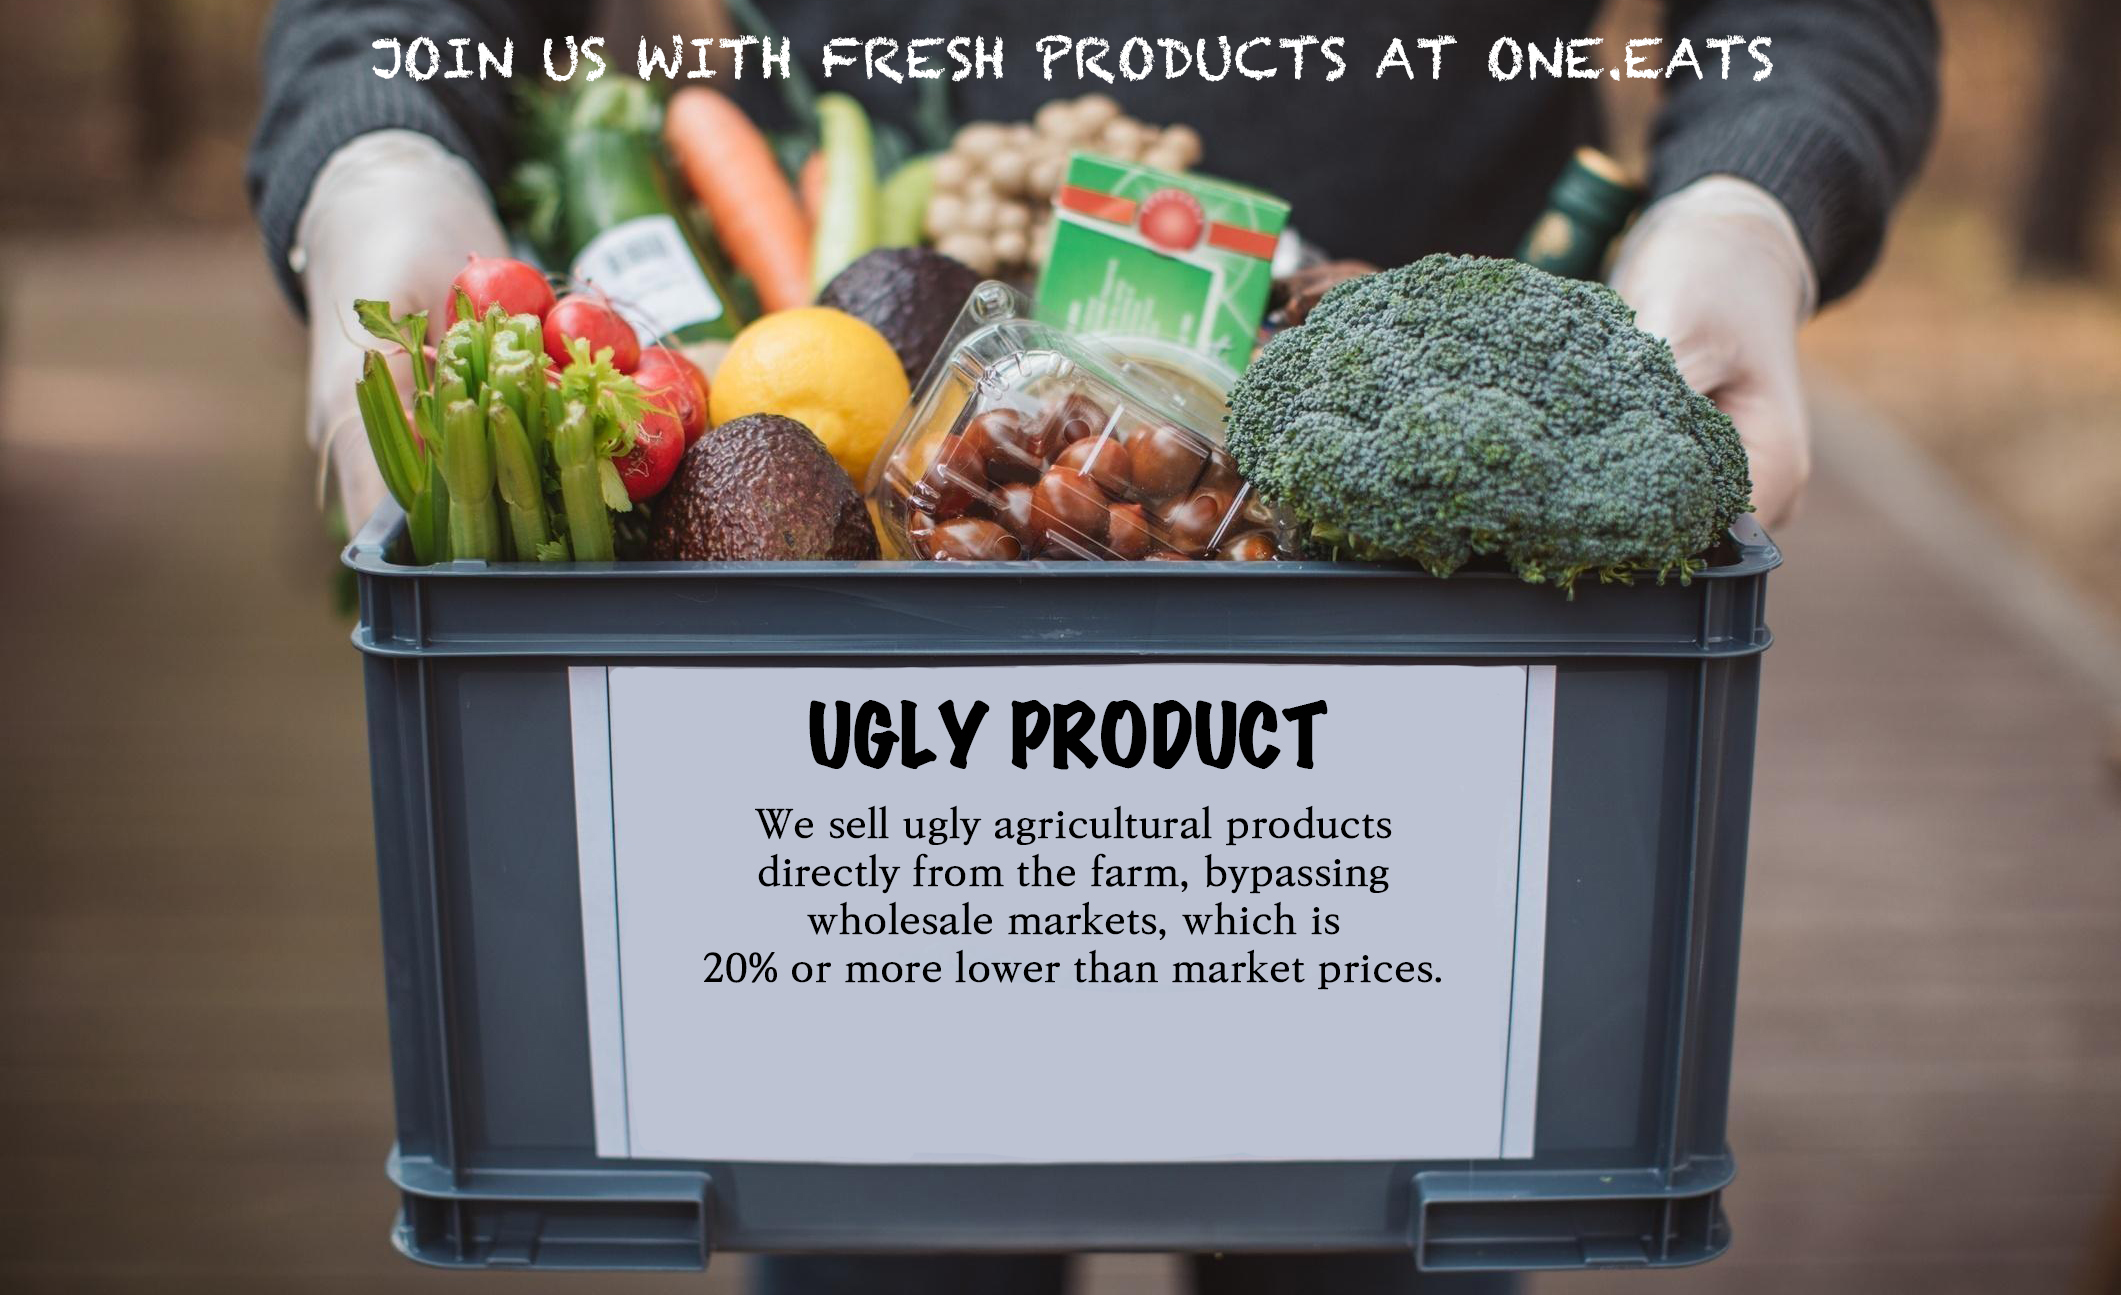 JOIN US WITH FRESH PRODUCTS AT ONE.EATS
UGLY PRODUCT
We sell ugly agricultural products
directly from the farm, bypassing
wholesale markets, which is
20% or more lower than market prices.